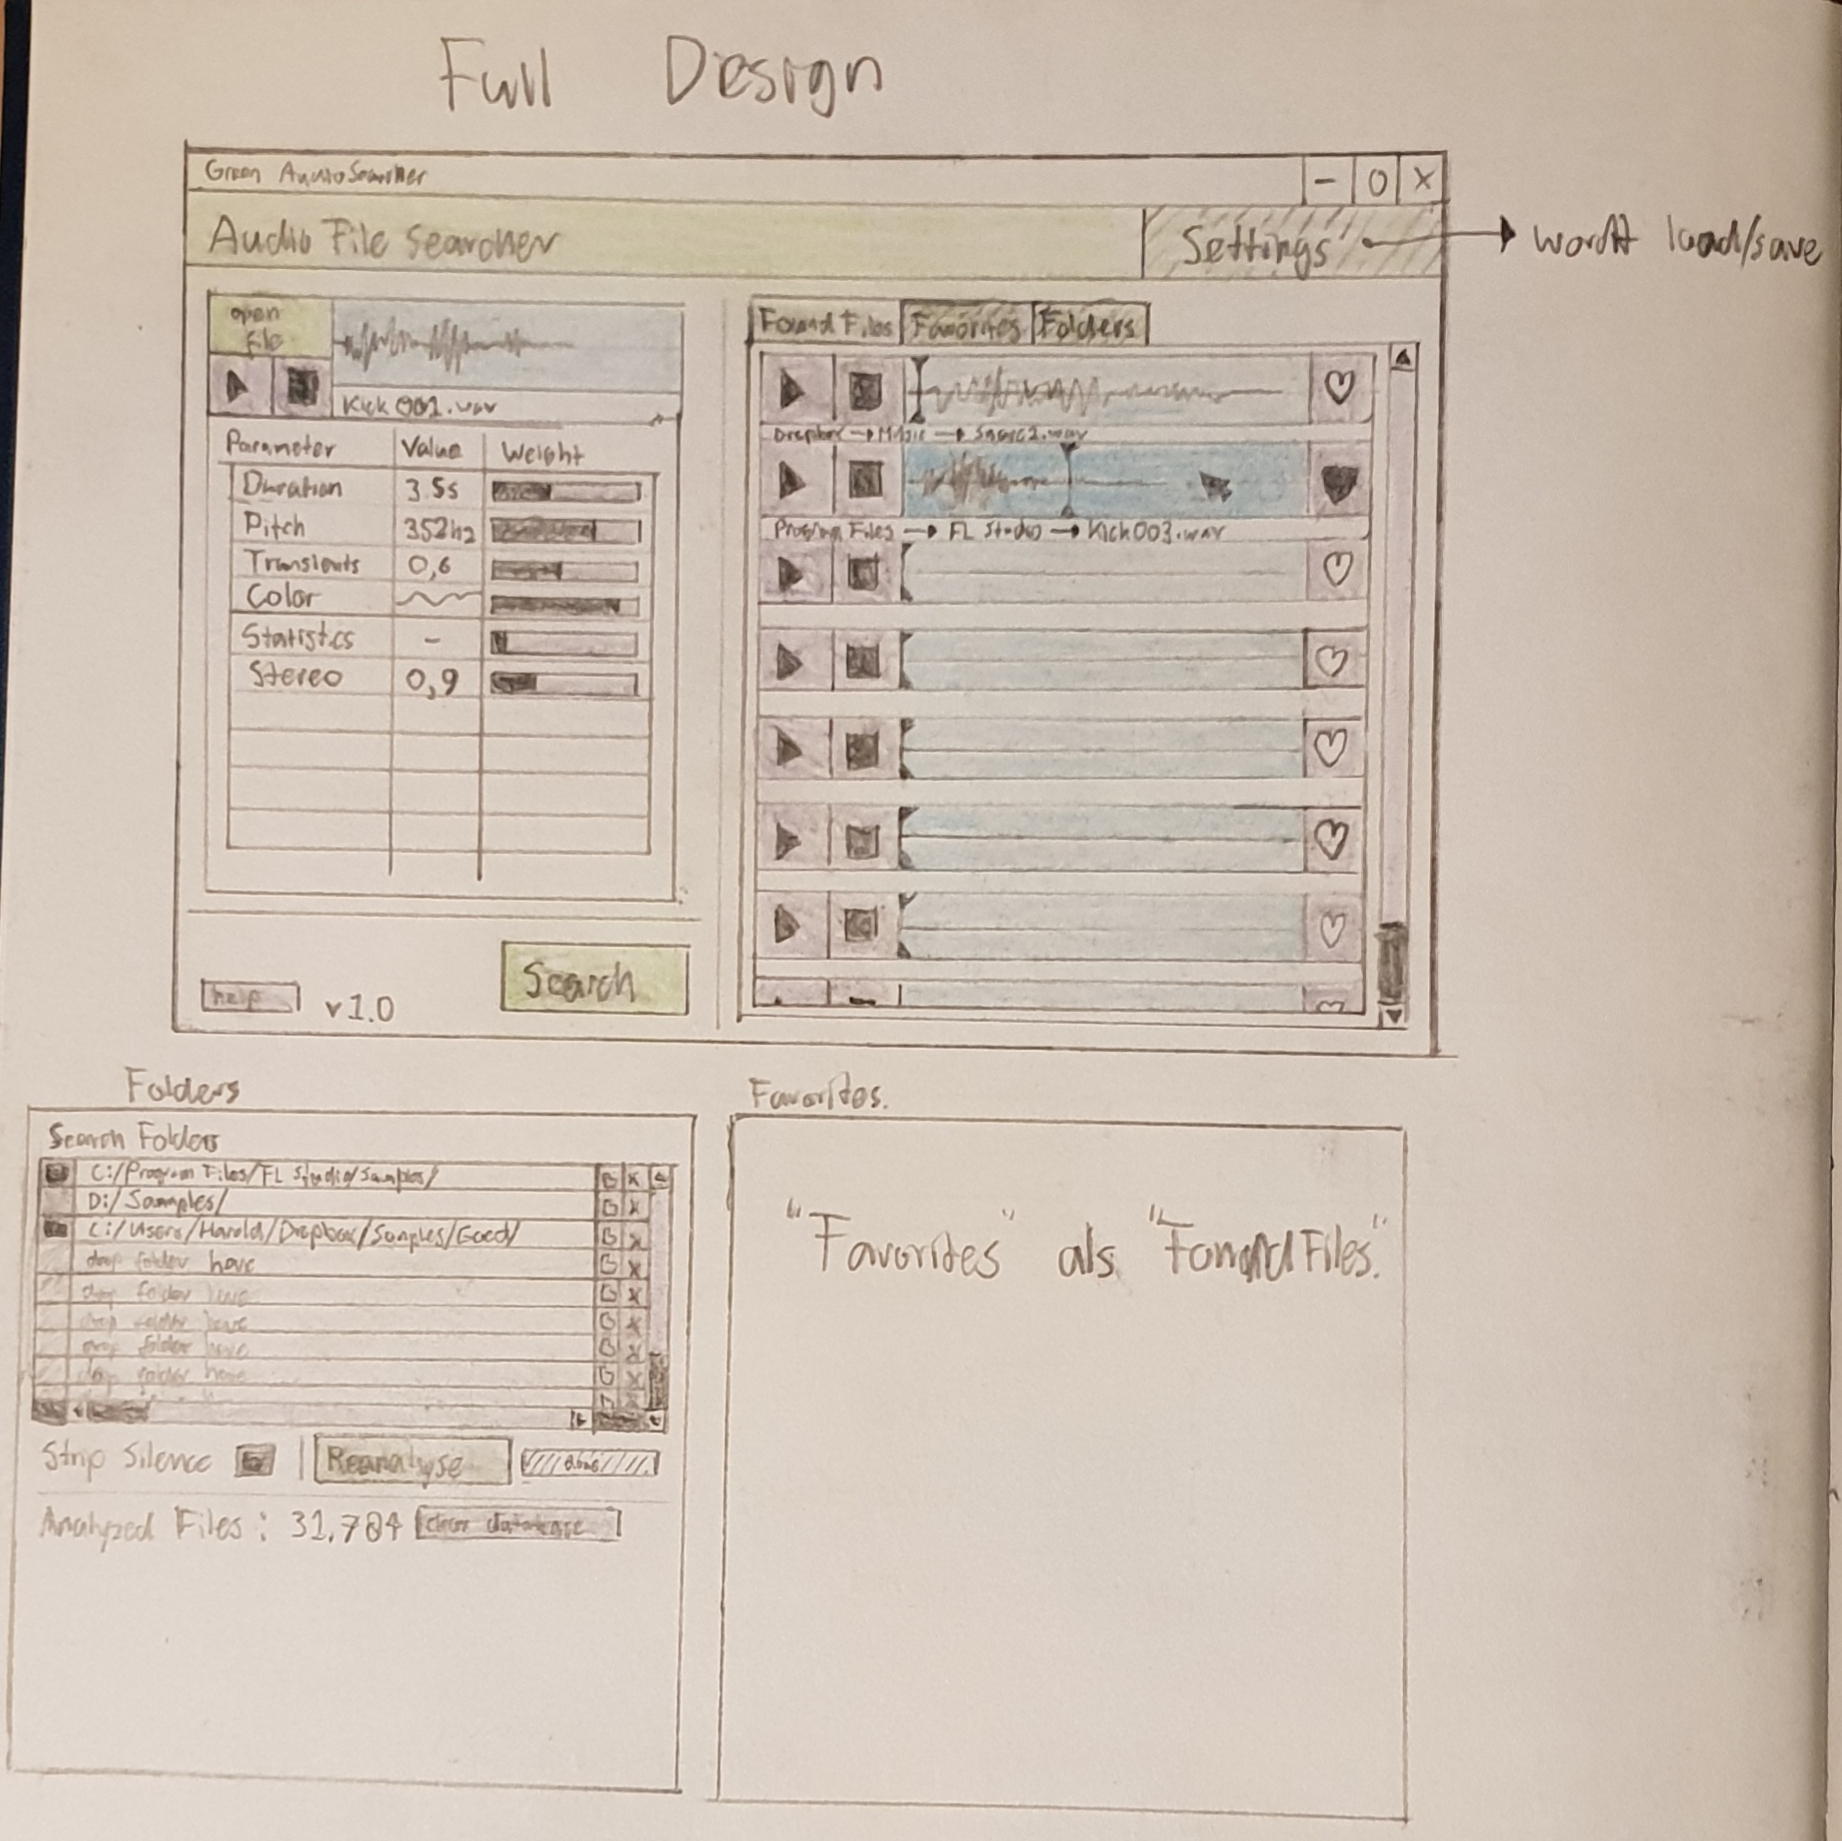 Full Design
Green AudioSearcher
- O X
Audio File Searcher
Settings
wordt load/save
open
file
Kick 001.wav
Parameter Value Weight
Duration 3.5s
Pitch 352hz
Transients 0,6
Color
Statistics -
Stereo 0,9
help v1.0
Search
Found Files Favorites Folders
Dropbox → Music → Snare2.wav
Program Files → FL Studio → Kick003.wav
Folders
Search Folders
C:/Program Files/FL Studio/Samples/
D:/Samples/
C:/Users/Harold/Dropbox/Samples/Goed/
drop folder here
drop folder here
drop folder here
drop folder here
drop folder here
Strip Silence
Reanalyse
Analyzed Files: 31.784
clear database
Favorites.
"Favorites" als "Found Files".